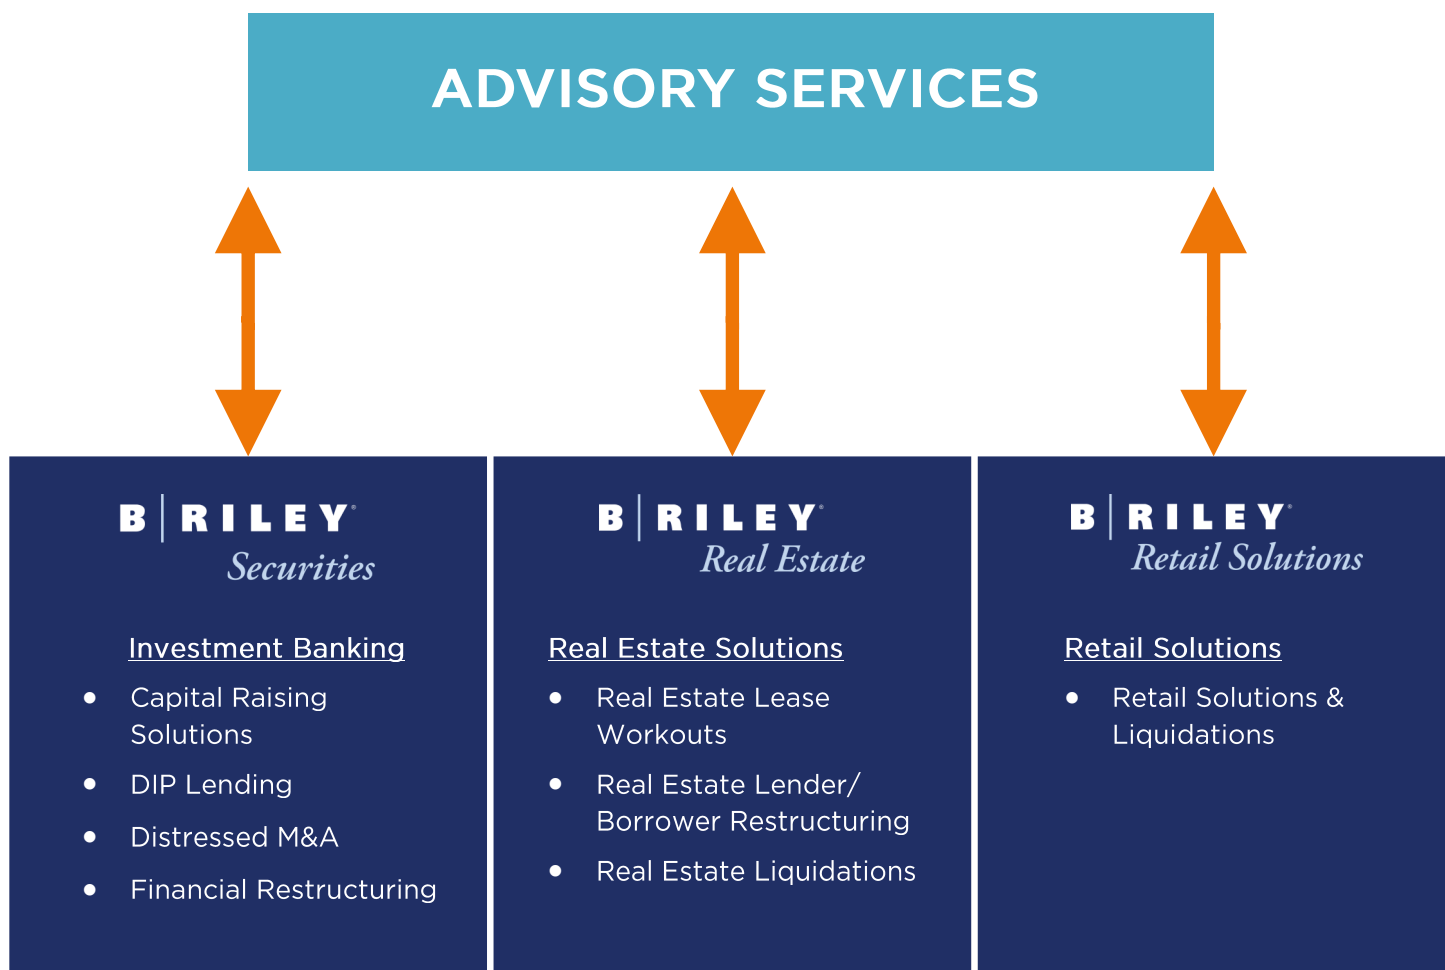 ADVISORY SERVICES
B|RILEY®
Securities
Investment Banking
• Capital Raising
Solutions
• DIP Lending
• Distressed M&A
• Financial Restructuring
B|RILEY®
Real Estate
Real Estate Solutions
• Real Estate Lease
Workouts
• Real Estate Lender/
Borrower Restructuring
• Real Estate Liquidations
B|RILEY®
Retail Solutions
Retail Solutions
• Retail Solutions &
Liquidations